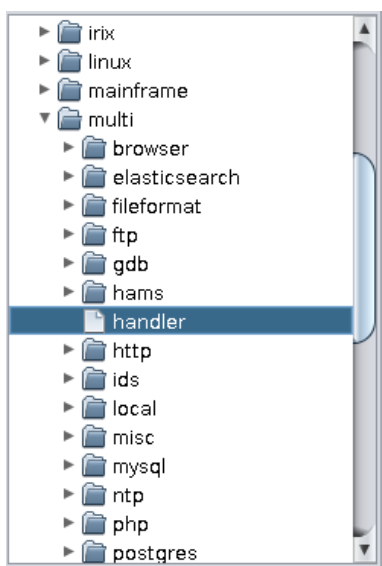 irix
linux
mainframe
multi
browser
elasticsearch
fileformat
ftp
gdb
hams
handler
http
ids
local
misc
mysql
ntp
php
postgres